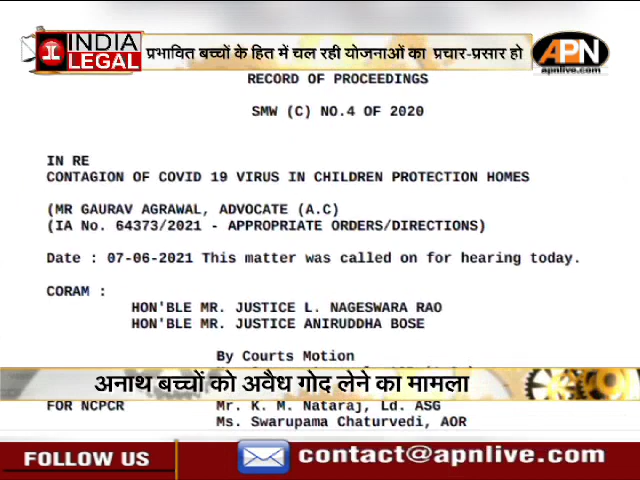 INDIA
LEGAL
प्रभावित बच्चों के हित में चल रही योजनाओं का प्रचार-प्रसार हो
APN
apnlive.com
RECORD OF PROCEEDINGS
SMW (C) NO.4 OF 2020
IN RE
CONTAGION OF COVID 19 VIRUS IN CHILDREN PROTECTION HOMES
(MR GAURAV AGRAWAL, ADVOCATE (A.C)
(IA No. 64373/2021 - APPROPRIATE ORDERS/DIRECTIONS)
Date : 07-06-2021 This matter was called on for hearing today.
CORAM :
HON'BLE MR. JUSTICE L. NAGESWARA RAO
HON'BLE MR. JUSTICE ANIRUDDHA BOSE
By Courts Motion
अनाथ बच्चों को अवैध गोद लेने का मामला
FOR NCPCR Mr. K. M. Nataraj, Ld. ASG
Ms. Swarupama Chaturvedi, AOR
FOLLOW US contact@apnlive.com